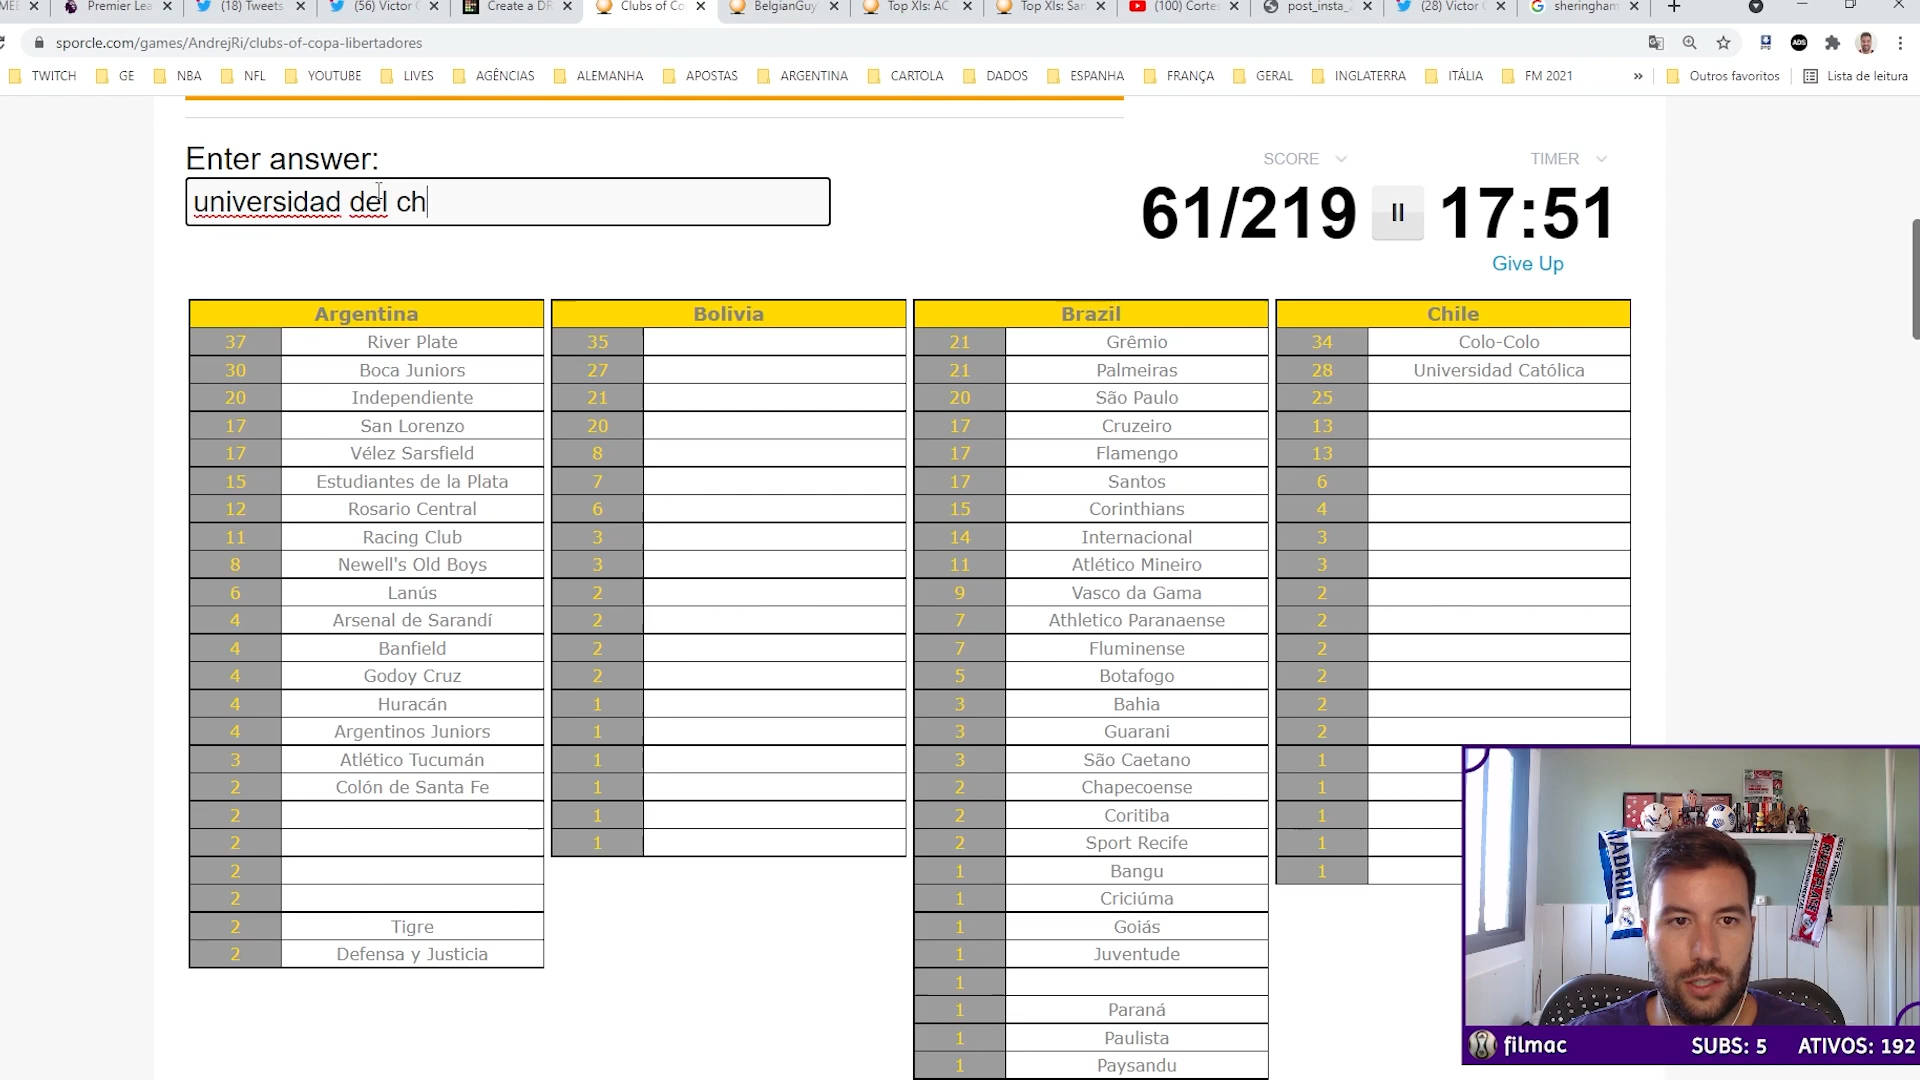 Premier Lea
(18) Tweets
(56) Victor C
Create a DR
Clubs of Co
BelgianGuy
Top XIs: AC
Top XIs: San
(100) Cortes
post_insta_2
(28) Victor C
sheringham
sporcle.com/games/AndrejRi/clubs-of-copa-libertadores
TWITCH GE NBA NFL YOUTUBE LIVES AGÊNCIAS ALEMANHA APOSTAS ARGENTINA CARTOLA DADOS ESPANHA FRANÇA GERAL INGLATERRA ITÁLIA FM 2021 » Outros favoritos Lista de leitura
Enter answer:
universidad del ch
SCORE
TIMER
61/219
17:51
Give Up
Argentina
37 River Plate
30 Boca Juniors
20 Independiente
17 San Lorenzo
17 Vélez Sarsfield
15 Estudiantes de la Plata
12 Rosario Central
11 Racing Club
8 Newell's Old Boys
6 Lanús
4 Arsenal de Sarandí
4 Banfield
4 Godoy Cruz
4 Huracán
4 Argentinos Juniors
3 Atlético Tucumán
2 Colón de Santa Fe
2
2
2
2
2 Tigre
2 Defensa y Justicia
Bolivia
35
27
21
20
8
7
6
3
3
2
2
2
2
1
1
1
1
1
1
Brazil
21 Grêmio
21 Palmeiras
20 São Paulo
17 Cruzeiro
17 Flamengo
17 Santos
15 Corinthians
14 Internacional
11 Atlético Mineiro
9 Vasco da Gama
7 Athletico Paranaense
7 Fluminense
5 Botafogo
3 Bahia
3 Guarani
3 São Caetano
2 Chapecoense
2 Coritiba
2 Sport Recife
1 Bangu
1 Criciúma
1 Goiás
1 Juventude
1
1 Paraná
1 Paulista
1 Paysandu
Chile
34 Colo-Colo
28 Universidad Católica
25
13
13
6
4
3
3
2
2
2
2
2
2
1
1
1
1
1
MADRID
filmac
SUBS: 5
ATIVOS: 192